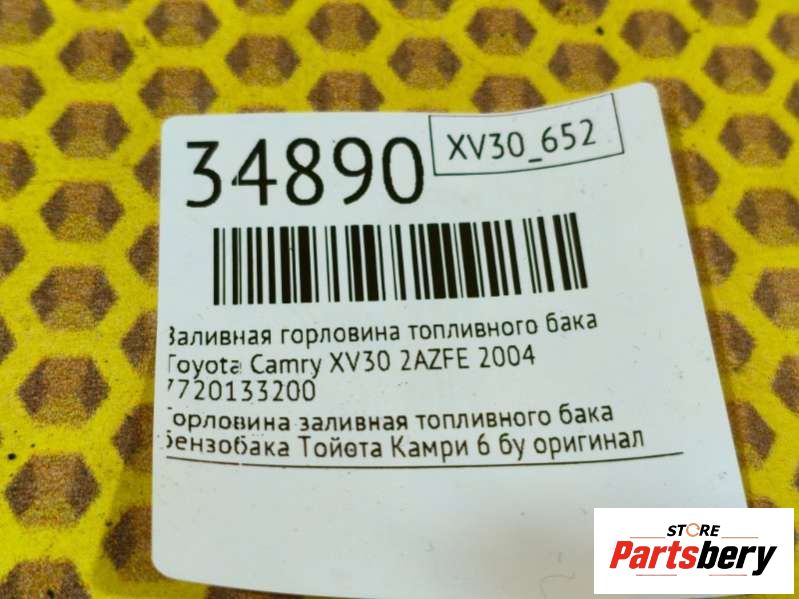 34890
XV30_652
Заливная горловина топливного бака
Toyota Camry XV30 2AZFE 2004
7720133200
Горловина заливная топливного бака
бензобака Тойота Камри 6 бу оригинал
STORE
Partsbery